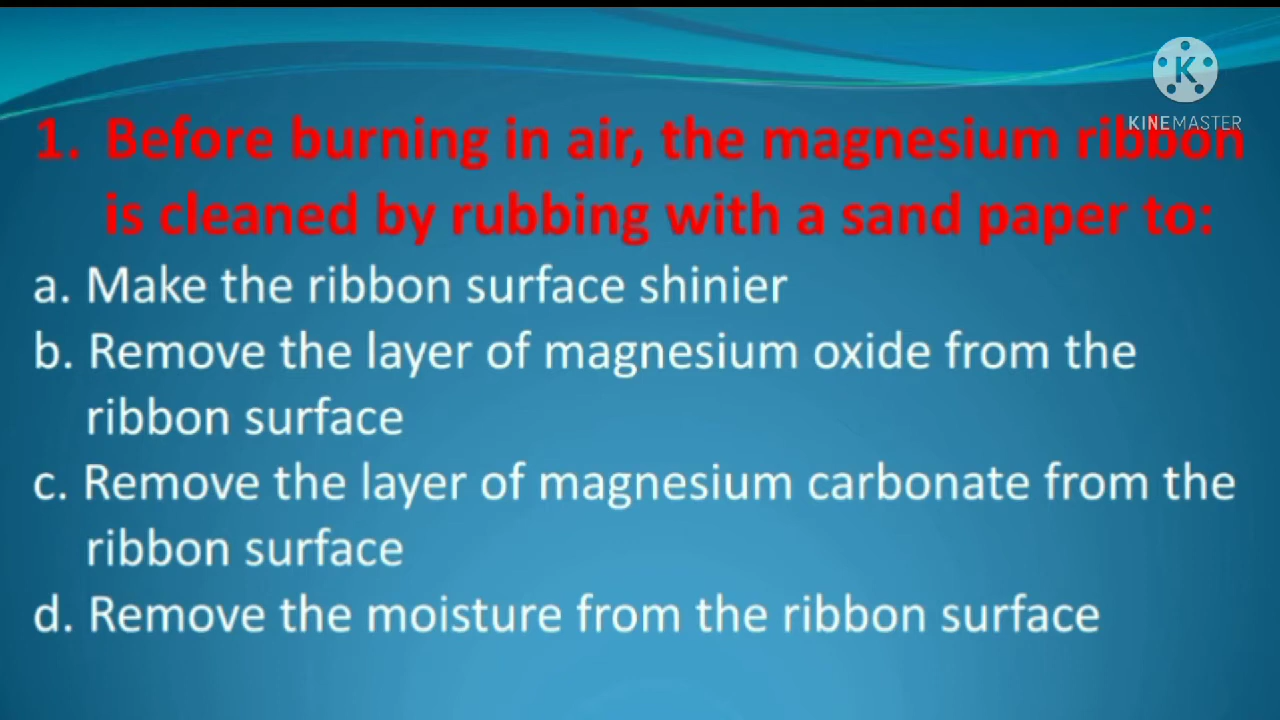 KINEMASTER
1. Before burning in air, the magnesium ribbon
is cleaned by rubbing with a sand paper to:
a. Make the ribbon surface shinier
b. Remove the layer of magnesium oxide from the
ribbon surface
c. Remove the layer of magnesium carbonate from the
ribbon surface
d. Remove the moisture from the ribbon surface